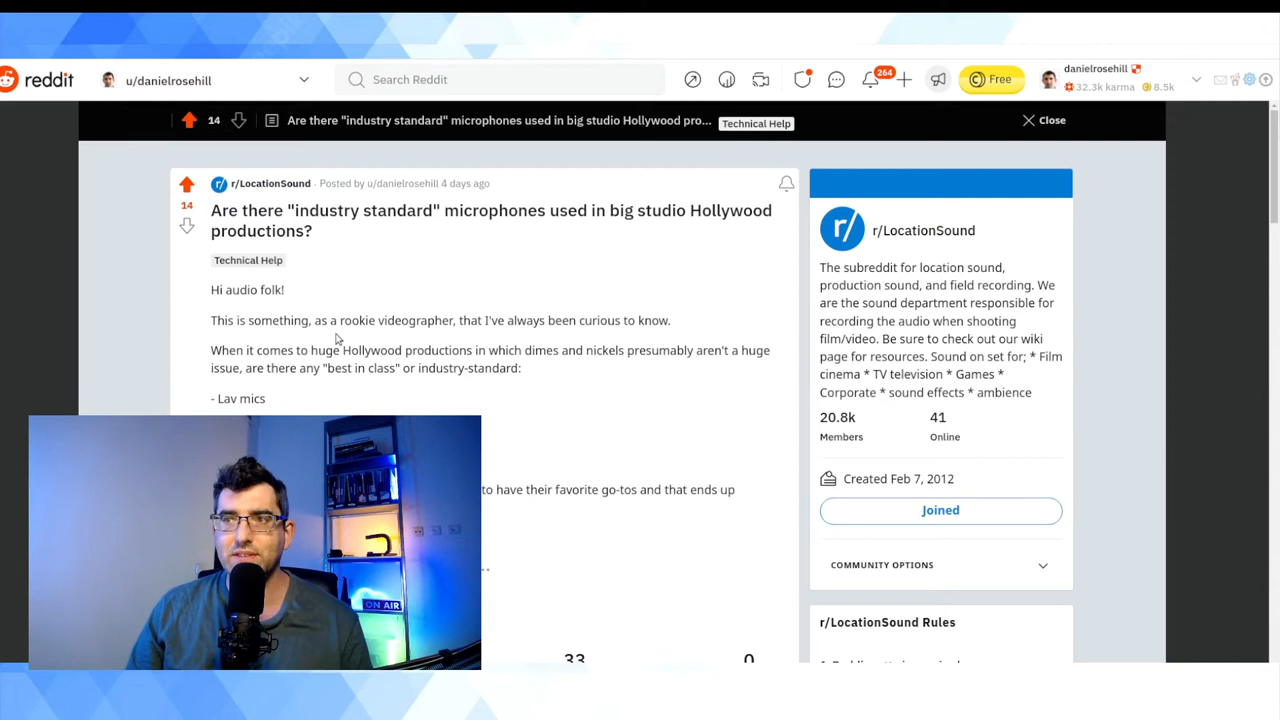 reddit
u/danielrosehill
Search Reddit
264
Free
danielrosehill
32.3k karma
8.5k
14
Are there "industry standard" microphones used in big studio Hollywood pro...
Technical Help
Close
r/LocationSound · Posted by u/danielrosehill 4 days ago
14
Are there "industry standard" microphones used in big studio Hollywood
productions?
Technical Help
Hi audio folk!
This is something, as a rookie videographer, that I've always been curious to know.
When it comes to huge Hollywood productions in which dimes and nickels presumably aren't a huge
issue, are there any "best in class" or industry-standard:
- Lav mics
to have their favorite go-tos and that ends up
33
0
r/
r/LocationSound
The subreddit for location sound,
production sound, and field recording. We
are the sound department responsible for
recording the audio when shooting
film/video. Be sure to check out our wiki
page for resources. Sound on set for; * Film
cinema * TV television * Games *
Corporate * sound effects * ambience
20.8k
41
Members
Online
Created Feb 7, 2012
Joined
COMMUNITY OPTIONS
r/LocationSound Rules
ON AIR